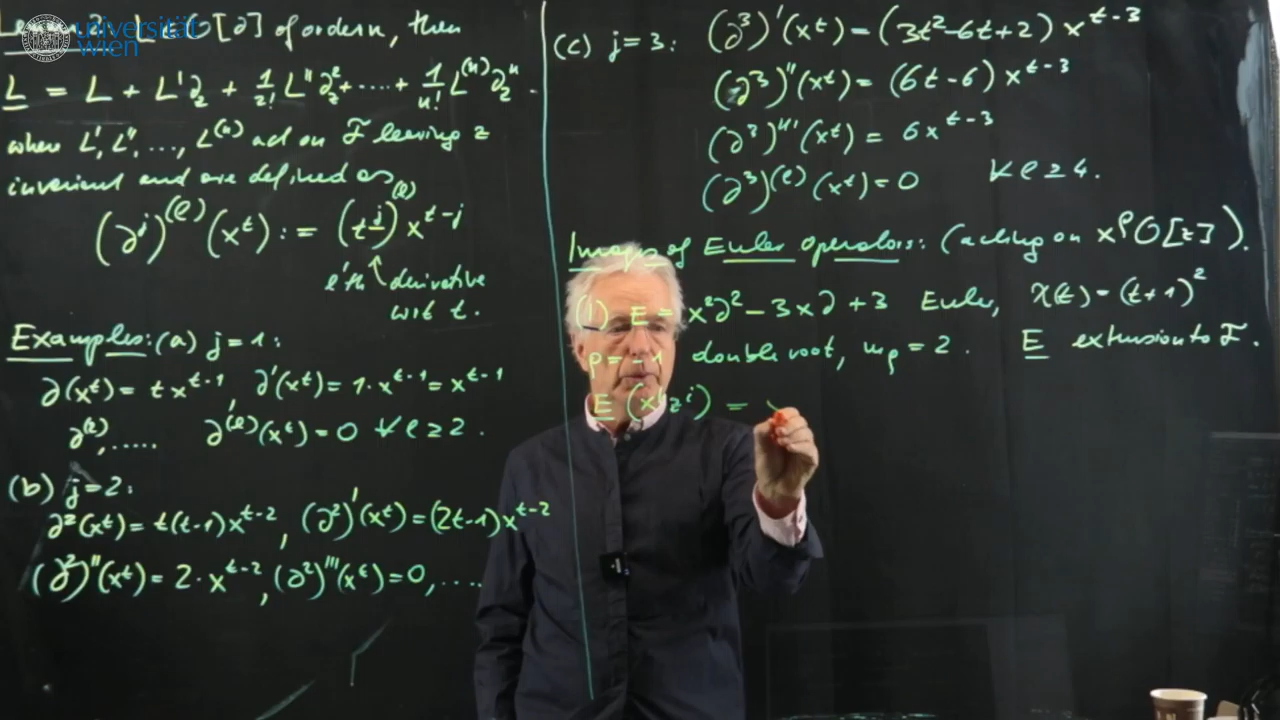 universität
wien
O[∂] of order n, then
L = L + L'∂_z + 1/2! L''∂_z^2 + ····· + 1/n! L^(n) ∂_z^n .
where L', L'', ..., L^(n) act on F leaving z
invariant and are defined as
(∂^j)^(ℓ) (x^t) := (t^j)^(ℓ) x^{t-j}
ℓ'th derivative
wrt t.
Examples: (a) j=1:
∂(x^t) = t x^{t-1}, ∂'(x^t) = 1·x^{t-1} = x^{t-1}
∂^(ℓ)(x^t) = 0 ∀ ℓ ≥ 2 .
(b) j=2:
∂²(x^t) = t(t-1)x^{t-2}, (∂²)'(x^t) = (2t-1)x^{t-2}
(∂²)''(x^t) = 2·x^{t-2}, (∂²)'''(x^t) = 0, ....
(c) j=3: (∂³)'(x^t) = (3t²-6t+2) x^{t-3}
(∂³)''(x^t) = (6t-6) x^{t-3}
(∂³)'''(x^t) = 6x^{t-3}
(∂³)^(ℓ) (x^t) = 0 ∀ ℓ ≥ 4.
Images of Euler operators: (acting on x^ρ O[z]).
(1) E = x²∂² - 3x∂ + 3 Euler, χ(t) = (t+1)²
ρ = -1 double root, m_ρ = 2 . E extension to F .
E (x^t z^i) =